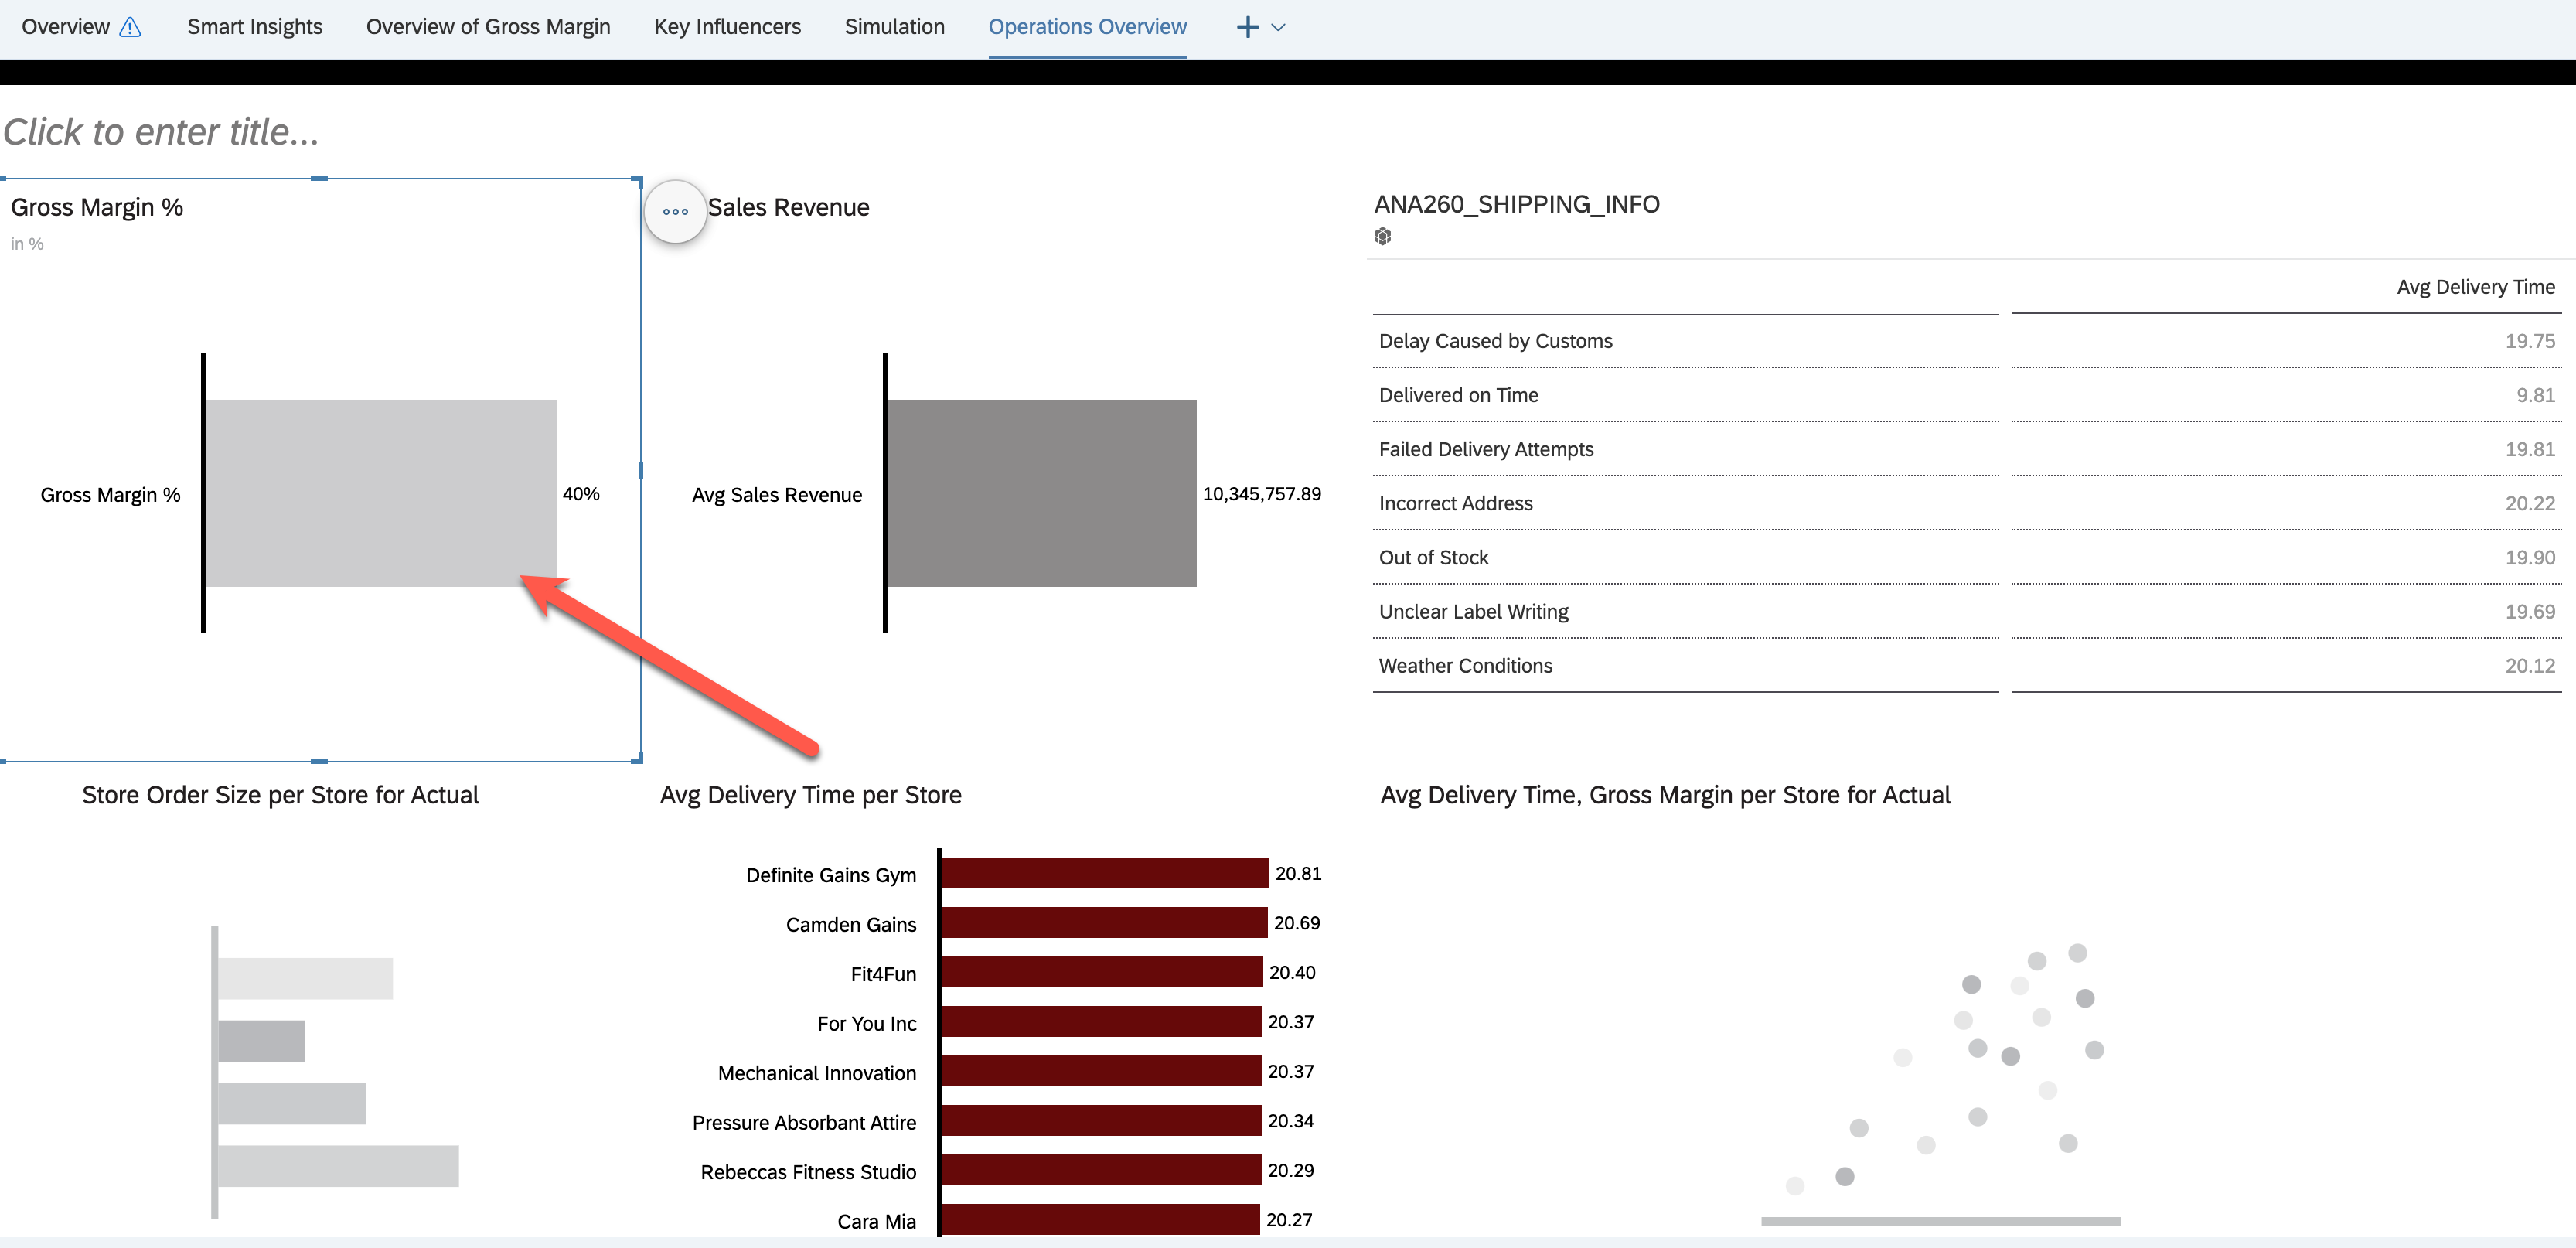 Overview Smart Insights Overview of Gross Margin Key Influencers Simulation Operations Overview
Click to enter title...
Gross Margin %
in %
Gross Margin %
40%
Sales Revenue
Avg Sales Revenue
10,345,757.89
ANA260_SHIPPING_INFO
Avg Delivery Time
Delay Caused by Customs 19.75
Delivered on Time 9.81
Failed Delivery Attempts 19.81
Incorrect Address 20.22
Out of Stock 19.90
Unclear Label Writing 19.69
Weather Conditions 20.12
Store Order Size per Store for Actual
Avg Delivery Time per Store
Definite Gains Gym 20.81
Camden Gains 20.69
Fit4Fun 20.40
For You Inc 20.37
Mechanical Innovation 20.37
Pressure Absorbant Attire 20.34
Rebeccas Fitness Studio 20.29
Cara Mia 20.27
Avg Delivery Time, Gross Margin per Store for Actual